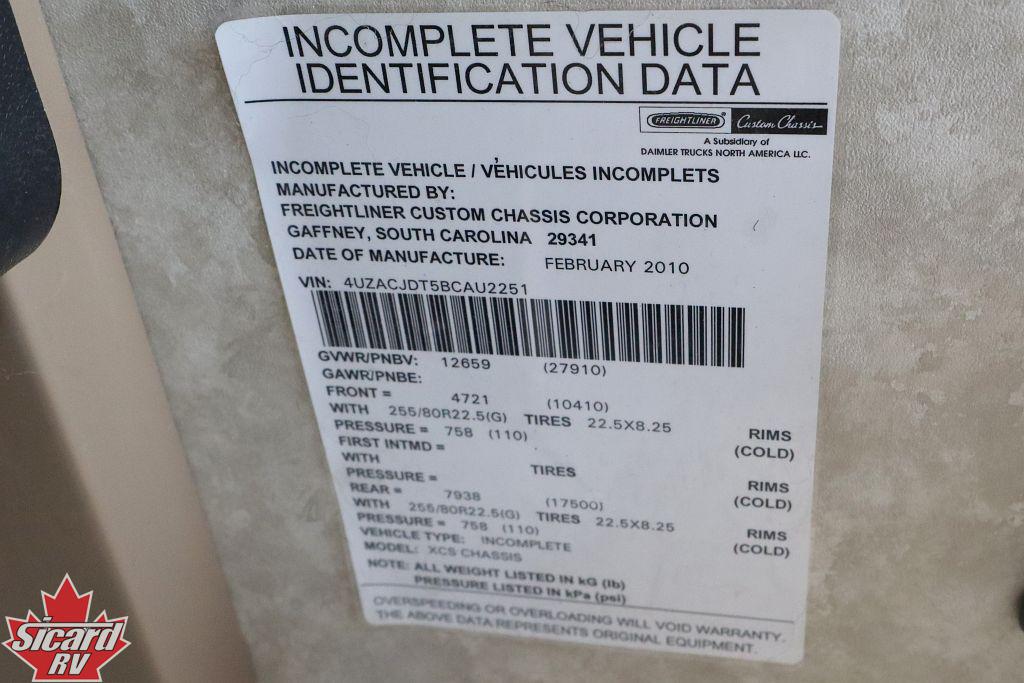 INCOMPLETE VEHICLE
IDENTIFICATION DATA
FREIGHTLINER Custom Chassis
A Subsidiary of
DAIMLER TRUCKS NORTH AMERICA LLC.
INCOMPLETE VEHICLE / VÉHICULES INCOMPLETS
MANUFACTURED BY:
FREIGHTLINER CUSTOM CHASSIS CORPORATION
GAFFNEY, SOUTH CAROLINA 29341
DATE OF MANUFACTURE: FEBRUARY 2010
VIN: 4UZACJDT5BCAU2251
GVWR/PNBV: 12659 (27910)
GAWR/PNBE:
FRONT = 4721 (10410)
WITH 255/80R22.5(G) TIRES 22.5X8.25 RIMS
PRESSURE = 758 (110) (COLD)
FIRST INTMD =
WITH TIRES RIMS
PRESSURE = (COLD)
REAR = 7938 (17500)
WITH 255/80R22.5(G) TIRES 22.5X8.25 RIMS
PRESSURE = 758 (110) (COLD)
VEHICLE TYPE: INCOMPLETE
MODEL: XCS CHASSIS
NOTE: ALL WEIGHT LISTED IN kG (lb)
PRESSURE LISTED IN kPa (psi)
OVERSPEEDING OR OVERLOADING WILL VOID WARRANTY.
THE ABOVE DATA REPRESENTS ORIGINAL EQUIPMENT.
Sicard
RV